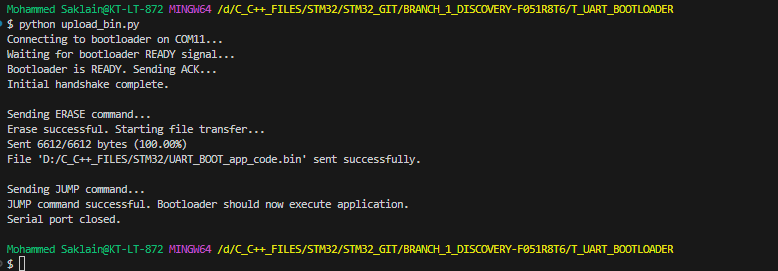 Mohammed Saklain@KT-LT-872 MINGW64 /d/C_C++_FILES/STM32/STM32_GIT/BRANCH_1_DISCOVERY-F051R8T6/T_UART_BOOTLOADER
$ python upload_bin.py
Connecting to bootloader on COM11...
Waiting for bootloader READY signal...
Bootloader is READY. Sending ACK...
Initial handshake complete.
Sending ERASE command...
Erase successful. Starting file transfer...
Sent 6612/6612 bytes (100.00%)
File 'D:/C_C++_FILES/STM32/UART_BOOT_app_code.bin' sent successfully.
Sending JUMP command...
JUMP command successful. Bootloader should now execute application.
Serial port closed.
Mohammed Saklain@KT-LT-872 MINGW64 /d/C_C++_FILES/STM32/STM32_GIT/BRANCH_1_DISCOVERY-F051R8T6/T_UART_BOOTLOADER
$